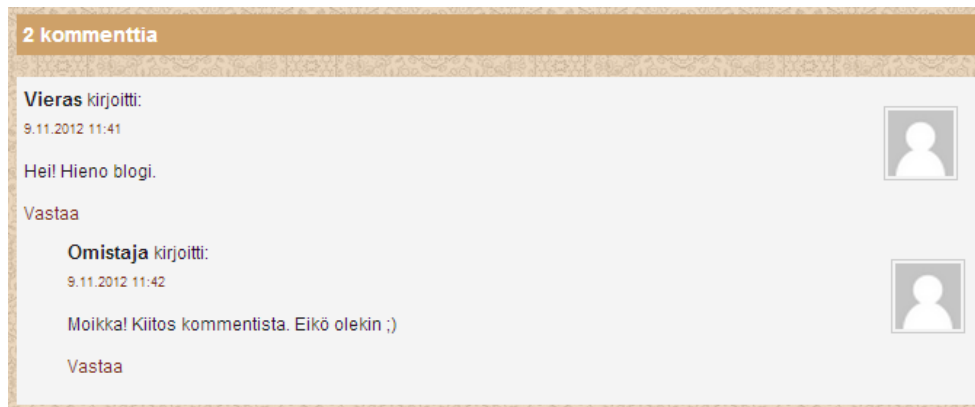 2 kommenttia
Vieras kirjoitti:
9.11.2012 11:41
Hei! Hieno blogi.
Vastaa
Omistaja kirjoitti:
9.11.2012 11:42
Moikka! Kiitos kommentista. Eikö olekin ;)
Vastaa